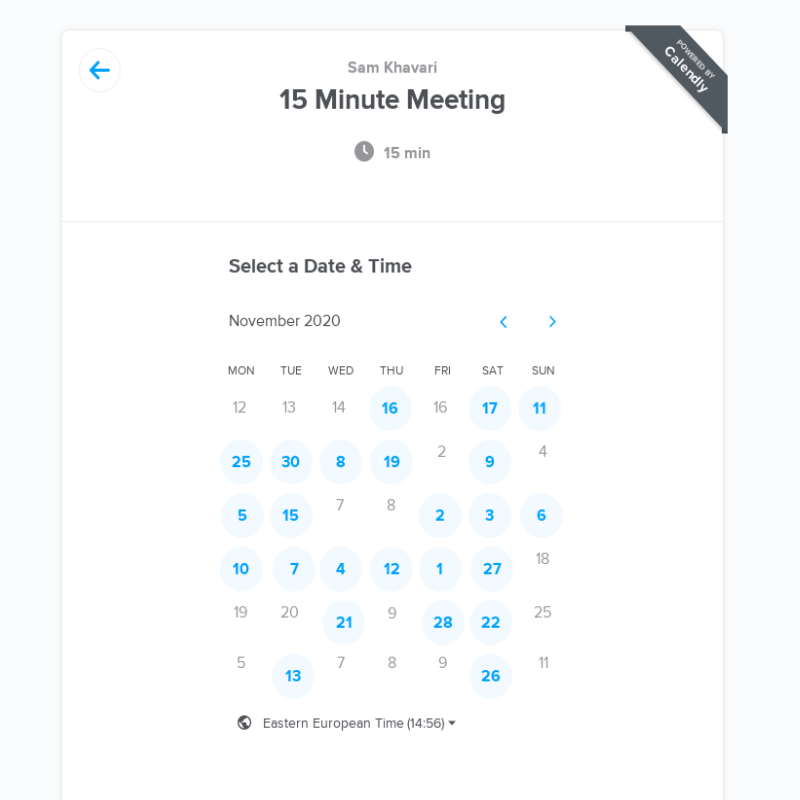 Sam Khavari
POWERED BY
Calendly
15 Minute Meeting
15 min
Select a Date & Time
November 2020
MON TUE WED THU FRI SAT SUN
12 13 14 16 16 17 11
25 30 8 19 2 9 4
5 15 7 8 2 3 6
10 7 4 12 1 27 18
19 20 21 9 28 22 25
5 13 7 8 9 26 11
Eastern European Time (14:56)